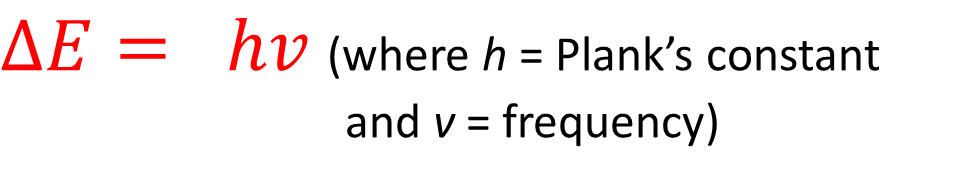 ΔE = hv (where h = Plank’s constant
and v = frequency)